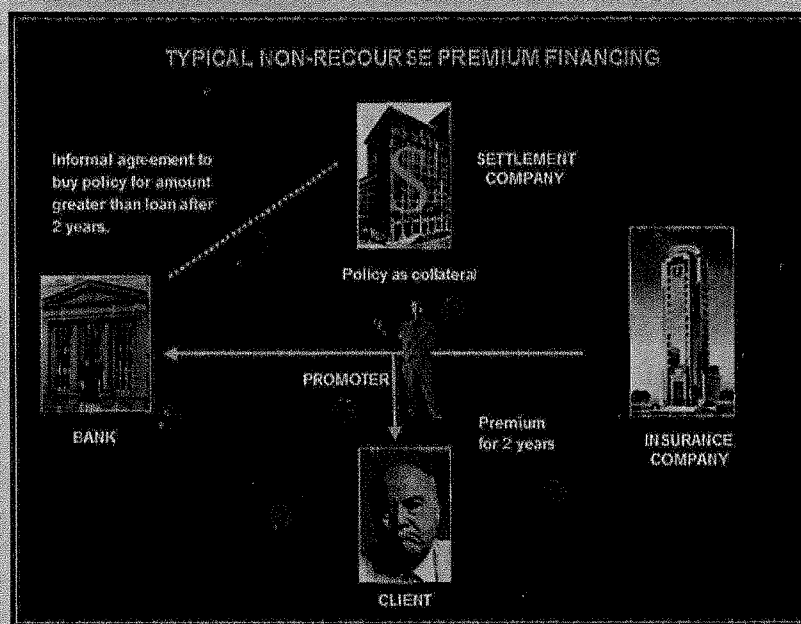 TYPICAL NON-RECOURSE PREMIUM FINANCING
Informal agreement to
buy policy for amount
greater than loan after
2 years.
SETTLEMENT
COMPANY
Policy as collateral
PROMOTER
BANK
Premium
for 2 years
INSURANCE
COMPANY
CLIENT